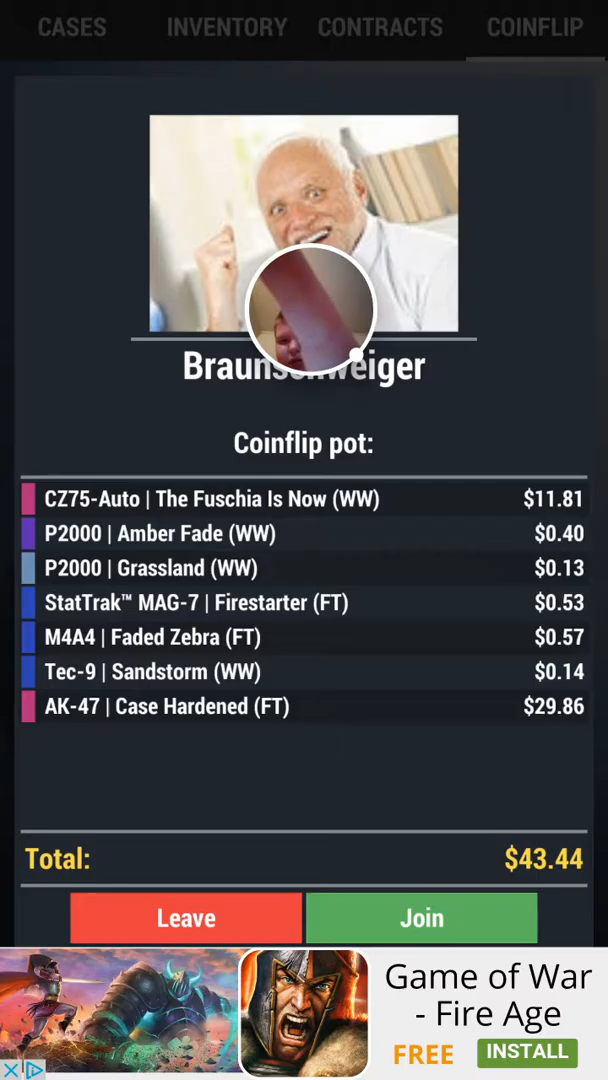 CASES INVENTORY CONTRACTS COINFLIP
Braunschweiger
Coinflip pot:
CZ75-Auto | The Fuschia Is Now (WW) $11.81
P2000 | Amber Fade (WW) $0.40
P2000 | Grassland (WW) $0.13
StatTrak™ MAG-7 | Firestarter (FT) $0.53
M4A4 | Faded Zebra (FT) $0.57
Tec-9 | Sandstorm (WW) $0.14
AK-47 | Case Hardened (FT) $29.86
Total: $43.44
Leave Join
Game of War
- Fire Age
FREE INSTALL